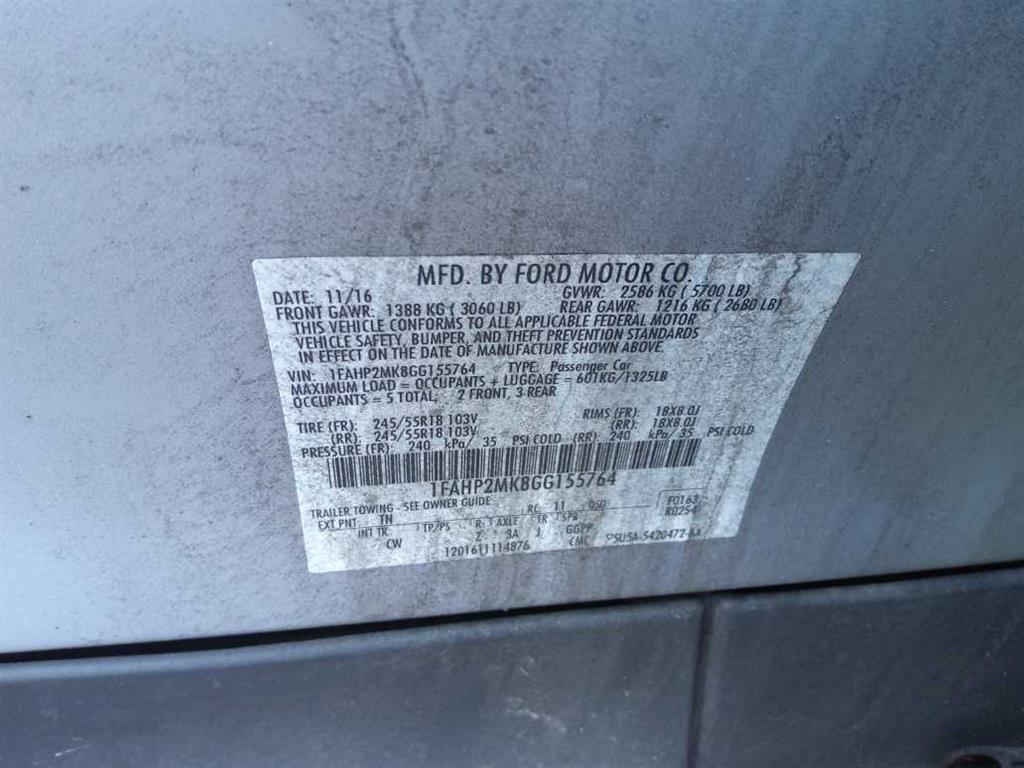 MFD. BY FORD MOTOR CO.
DATE: 11/16 GVWR: 2586 KG ( 5700 LB)
FRONT GAWR: 1388 KG ( 3060 LB) REAR GAWR: 1216 KG ( 2680 LB)
THIS VEHICLE CONFORMS TO ALL APPLICABLE FEDERAL MOTOR
VEHICLE SAFETY, BUMPER, AND THEFT PREVENTION STANDARDS
IN EFFECT ON THE DATE OF MANUFACTURE SHOWN ABOVE.
VIN: 1FAHP2MK8GG155764 TYPE: Passenger Car
MAXIMUM LOAD = OCCUPANTS + LUGGAGE = 601KG/1325LB
OCCUPANTS = 5 TOTAL; 2 FRONT, 3 REAR
TIRE (FR): 245/55R18 103V RIMS (FR): 18X8.0J
(RR): 245/55R18 103V (RR): 18X8.0J
PRESSURE (FR): 240 kPa/ 35 PSI COLD (RR): 240 kPa/ 35 PSI COLD
1FAHP2MK8GG155764
TRAILER TOWING - SEE OWNER GUIDE RC: 11 DSO F0163
EXT PNT: TN R0254
INT TR TP/PS R AXLE TR SPR
CW Z 3A J GGPP
1201611114876 CMC 5420472-AA